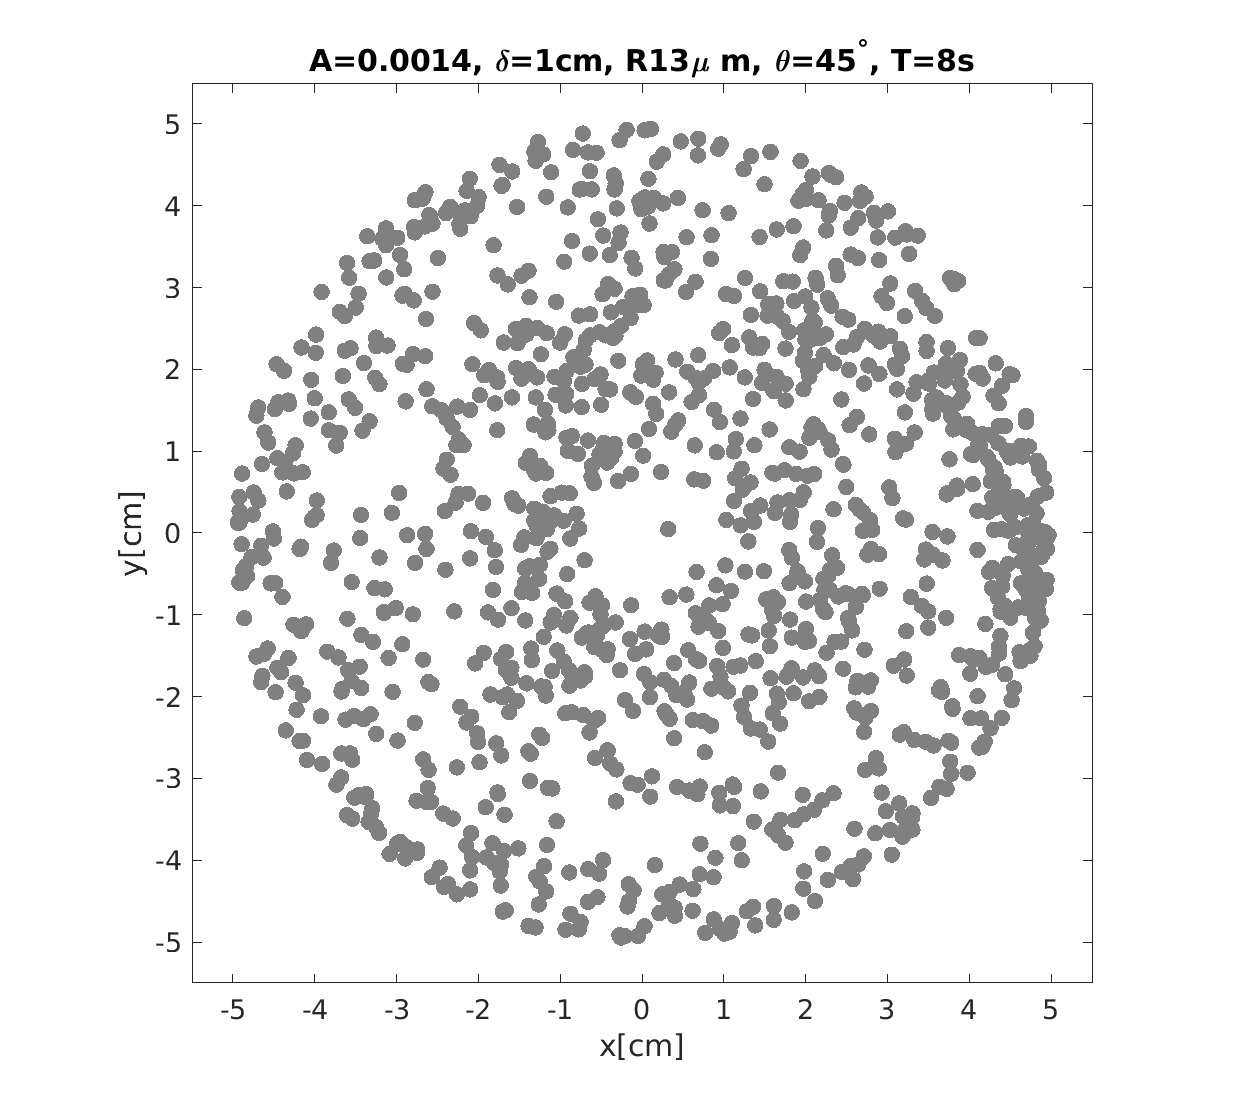 A=0.0014, δ=1cm, R13μ m, θ=45°, T=8s
5
4
3
2
1
0
-1
-2
-3
-4
-5
y[cm]
-5 -4 -3 -2 -1 0 1 2 3 4 5
x[cm]